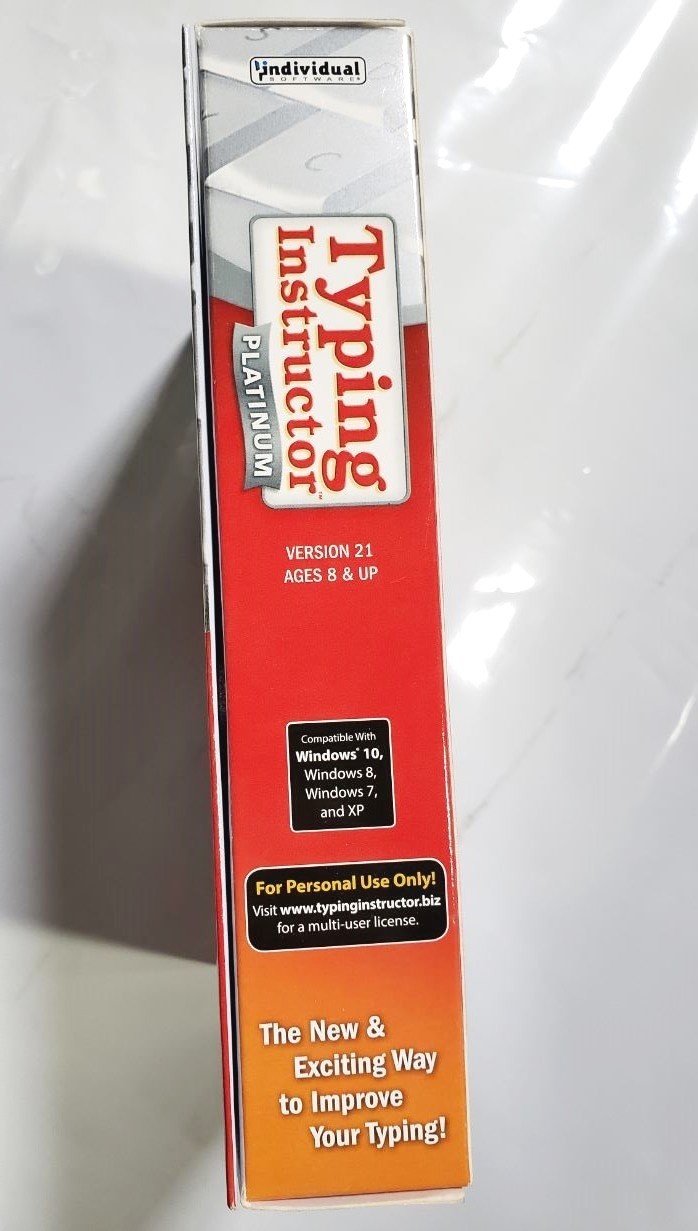 individual
SOFTWARE®
Typing
Instructor™
PLATINUM
VERSION 21
AGES 8 & UP
Compatible With
Windows® 10,
Windows 8,
Windows 7,
and XP
For Personal Use Only!
Visit www.typinginstructor.biz
for a multi-user license.
The New &
Exciting Way
to Improve
Your Typing!